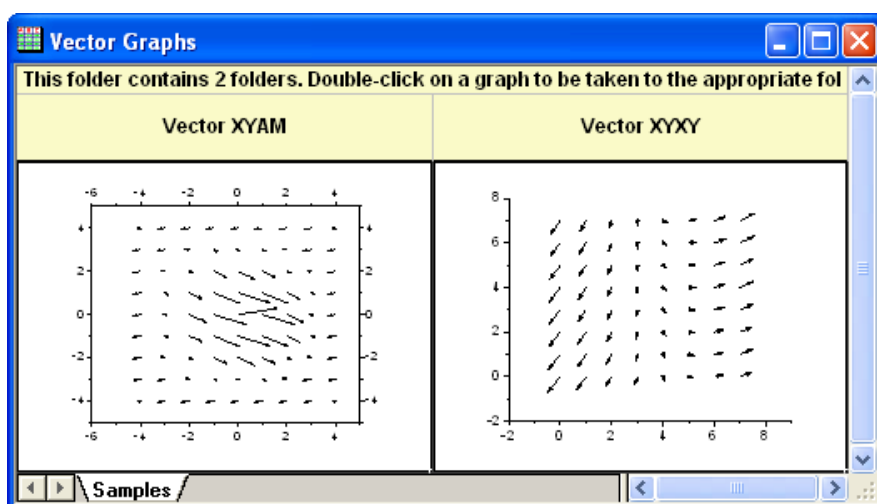 Vector Graphs
This folder contains 2 folders. Double-click on a graph to be taken to the appropriate fol
Vector XYAM
Vector XYXY
-6 -4 -2 0 2 4
4 4
2 2
0 0
-2 -2
-4 -4
-6 -4 -2 0 2 4
8
6
4
2
0
-2
-2 0 2 4 6 8
Samples